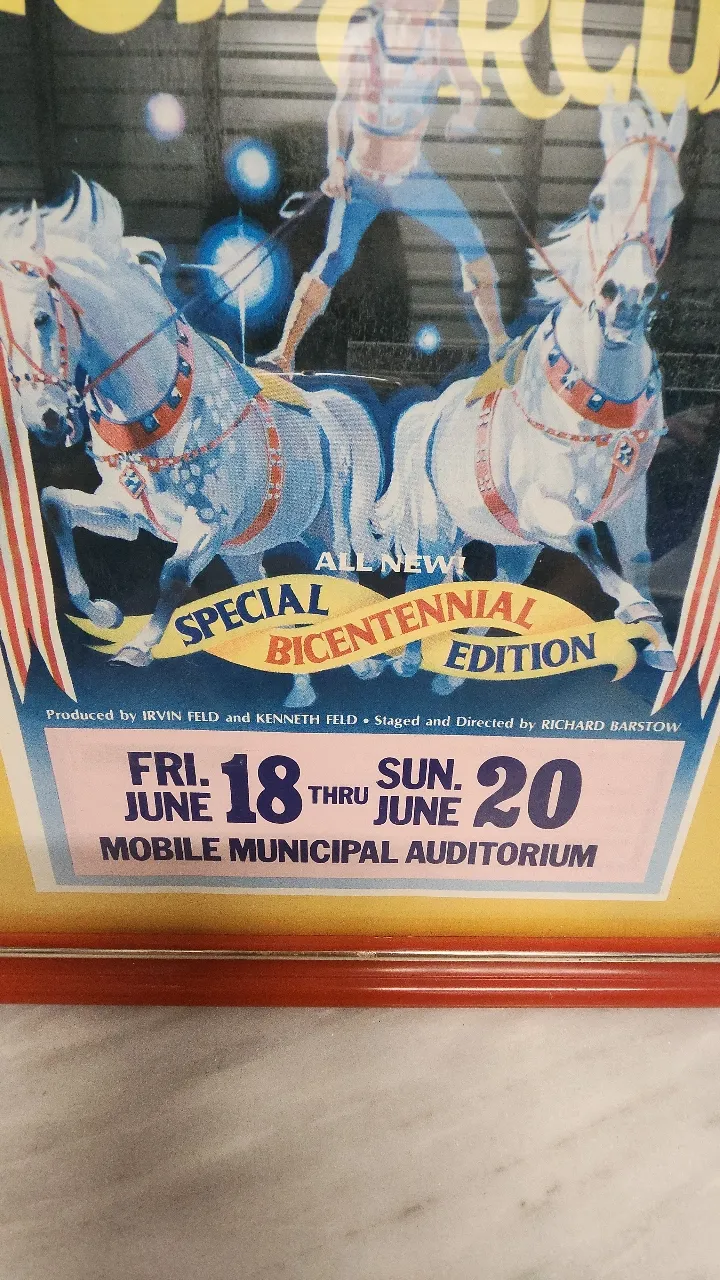 CIRCUS
ALL NEW!
SPECIAL
BICENTENNIAL
EDITION
Produced by IRVIN FELD and KENNETH FELD • Staged and Directed by RICHARD BARSTOW
FRI. JUNE 18 THRU SUN. JUNE 20
MOBILE MUNICIPAL AUDITORIUM